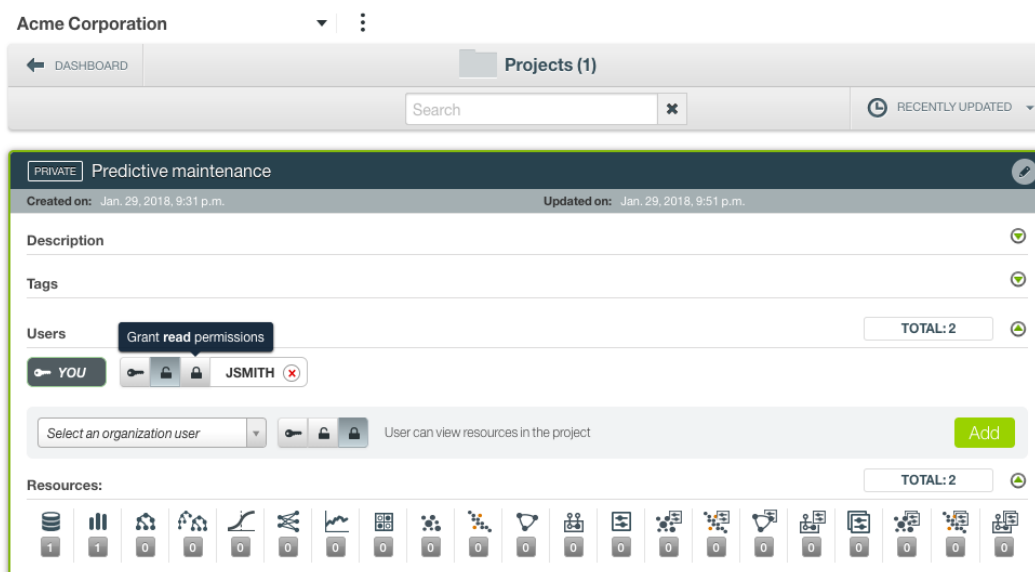 Acme Corporation
DASHBOARD
Projects (1)
Search
RECENTLY UPDATED
PRIVATE Predictive maintenance
Created on: Jan. 29, 2018, 9:31 p.m. Updated on: Jan. 29, 2018, 9:51 p.m.
Description
Tags
Users
Grant read permissions
TOTAL: 2
YOU
JSMITH
Select an organization user
User can view resources in the project
Add
Resources:
TOTAL: 2
1 1 0 0 0 0 0 0 0 0 0 0 0 0 0 0 0 0 0 0 0